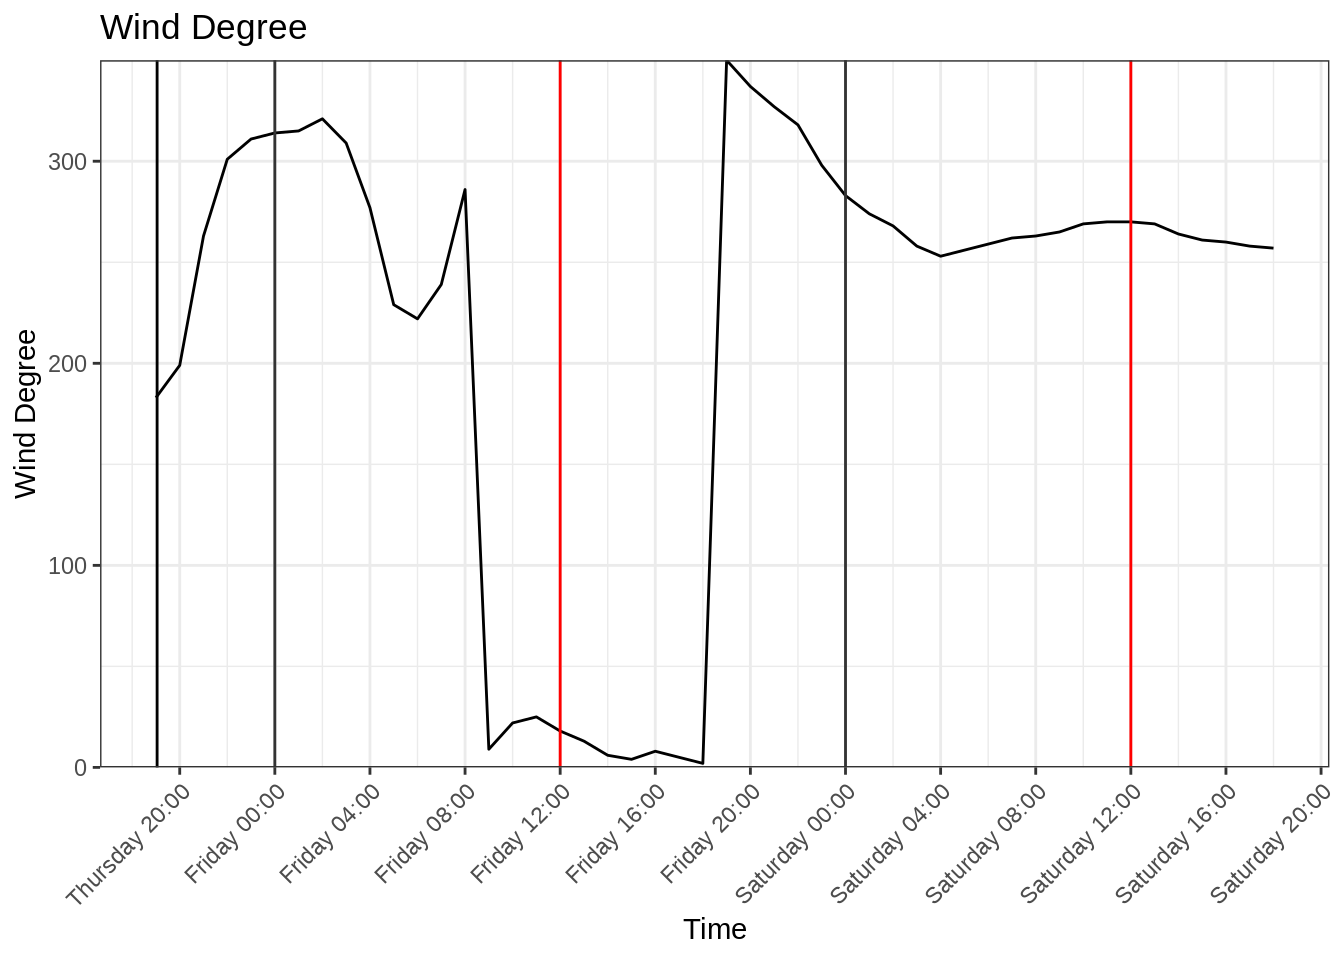 Wind Degree
Wind Degree
300
200
100
0
Thursday 20:00
Friday 00:00
Friday 04:00
Friday 08:00
Friday 12:00
Friday 16:00
Friday 20:00
Saturday 00:00
Saturday 04:00
Saturday 08:00
Saturday 12:00
Saturday 16:00
Saturday 20:00
Time